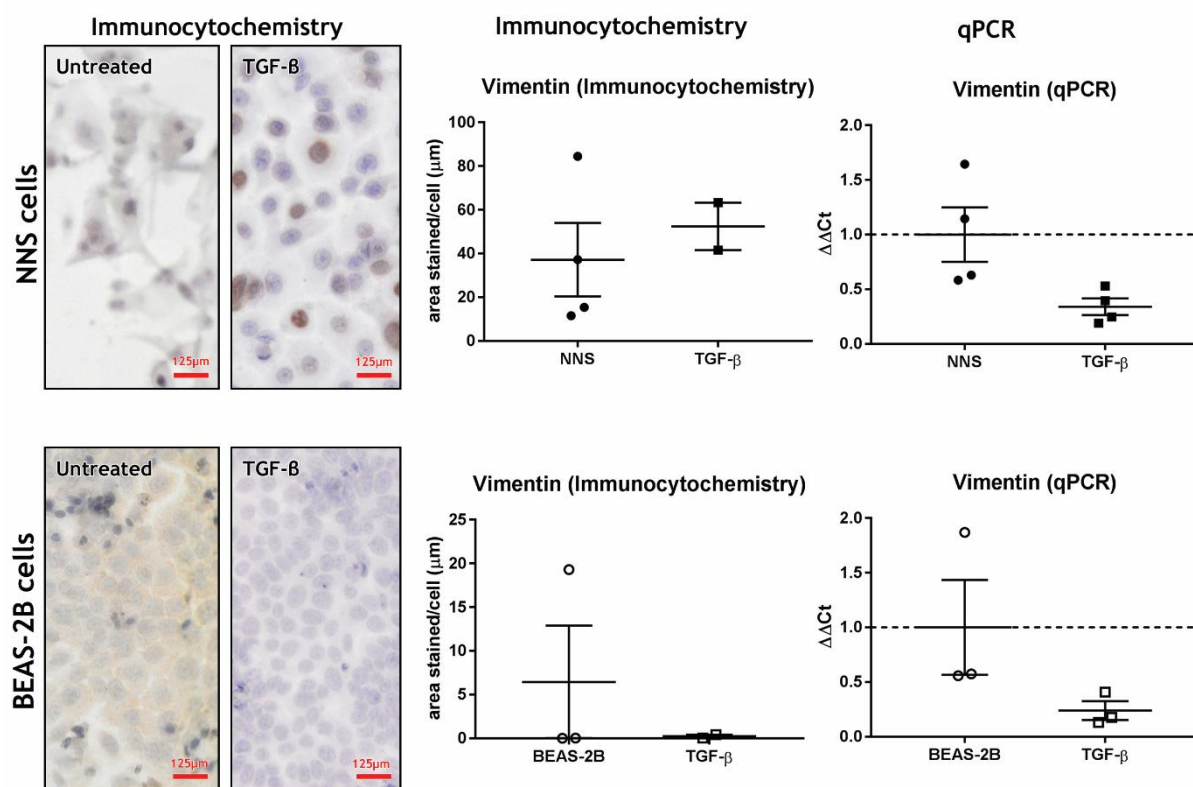 Immunocytochemistry
Immunocytochemistry
qPCR
NNS cells
Untreated
125µm
TGF-ß
125µm
Vimentin (Immunocytochemistry)
area stained/cell (µm)
100
80
60
40
20
0
NNS
TGF-β
Vimentin (qPCR)
ΔΔCt
2.0
1.5
1.0
0.5
0.0
NNS
TGF-β
BEAS-2B cells
Untreated
125µm
TGF-ß
125µm
Vimentin (Immunocytochemistry)
area stained/cell (µm)
25
20
15
10
5
0
BEAS-2B
TGF-β
Vimentin (qPCR)
ΔΔCt
2.0
1.5
1.0
0.5
0.0
BEAS-2B
TGF-β